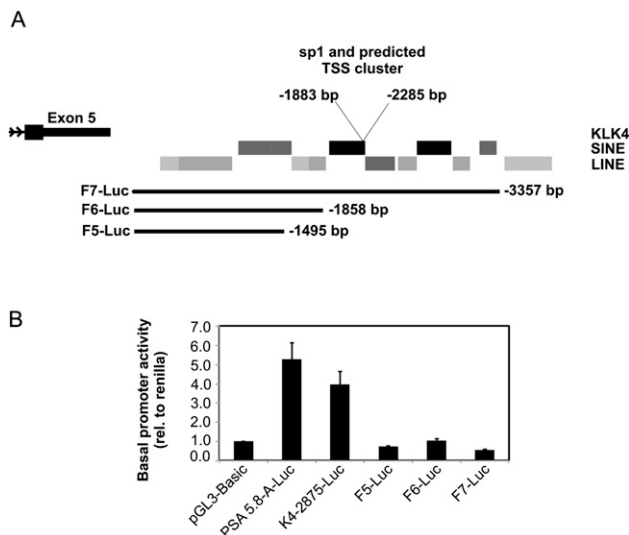 A
sp1 and predicted
TSS cluster
-1883 bp -2285 bp
Exon 5
KLK4
SINE
LINE
F7-Luc -3357 bp
F6-Luc -1858 bp
F5-Luc -1495 bp
B
Basal promoter activity
(rel. to renilla)
7.0
6.0
5.0
4.0
3.0
2.0
1.0
0.0
pGL3-Basic
PSA 5.8-A-Luc
K4-2875-Luc
F5-Luc
F6-Luc
F7-Luc